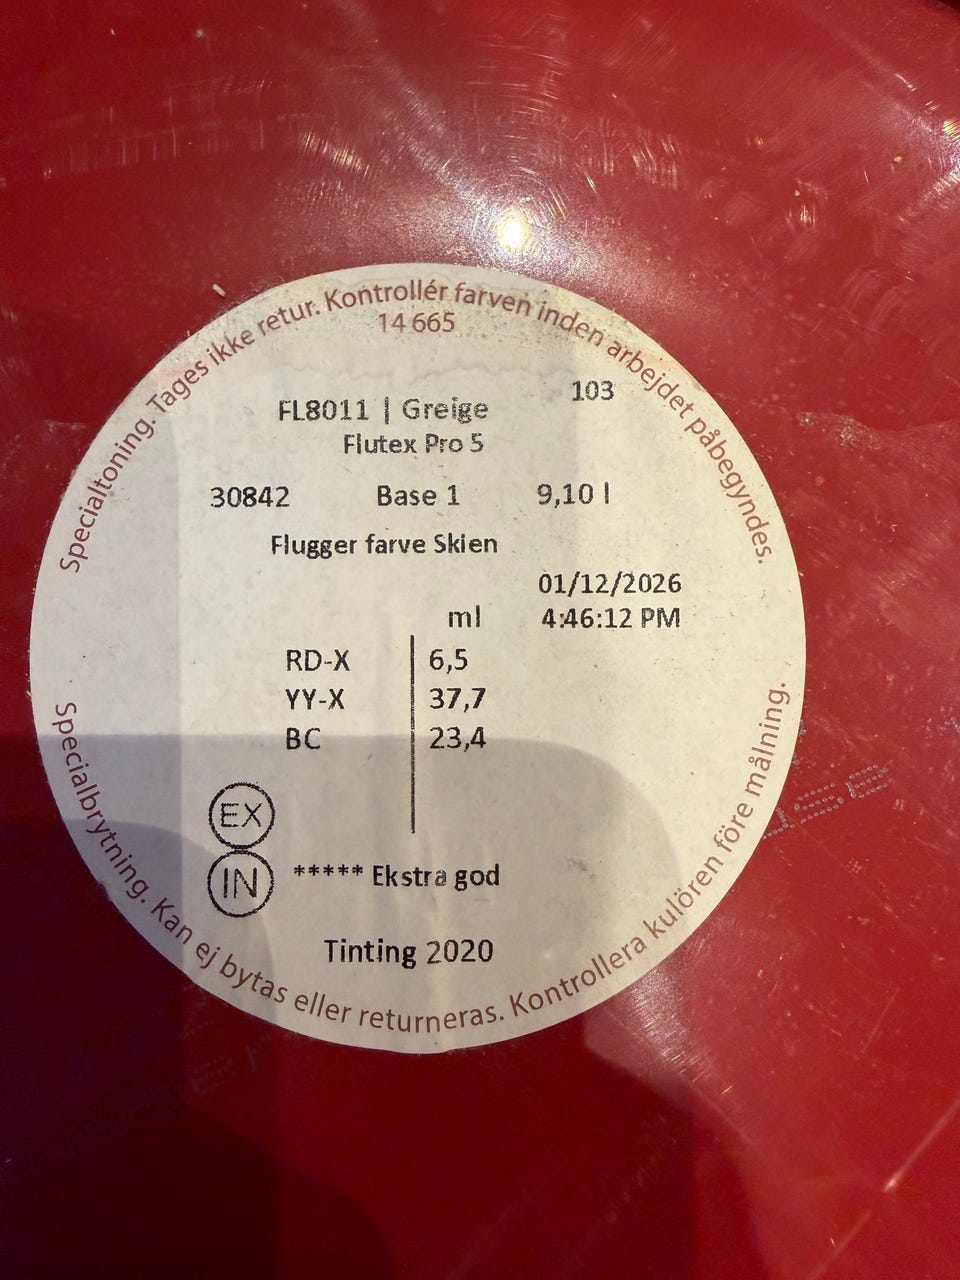 Specialtoning. Tages ikke retur. Kontrollér farven inden arbejdet påbegyndes.
14 665
103
FL8011 | Greige
Flutex Pro 5
30842 Base 1 9,10 l
Flugger farve Skien
01/12/2026
ml 4:46:12 PM
RD-X 6,5
YY-X 37,7
BC 23,4
EX
IN ***** Ekstra god
Tinting 2020
Specialbrytning. Kan ej bytas eller returneras. Kontrollera kulören före målning.